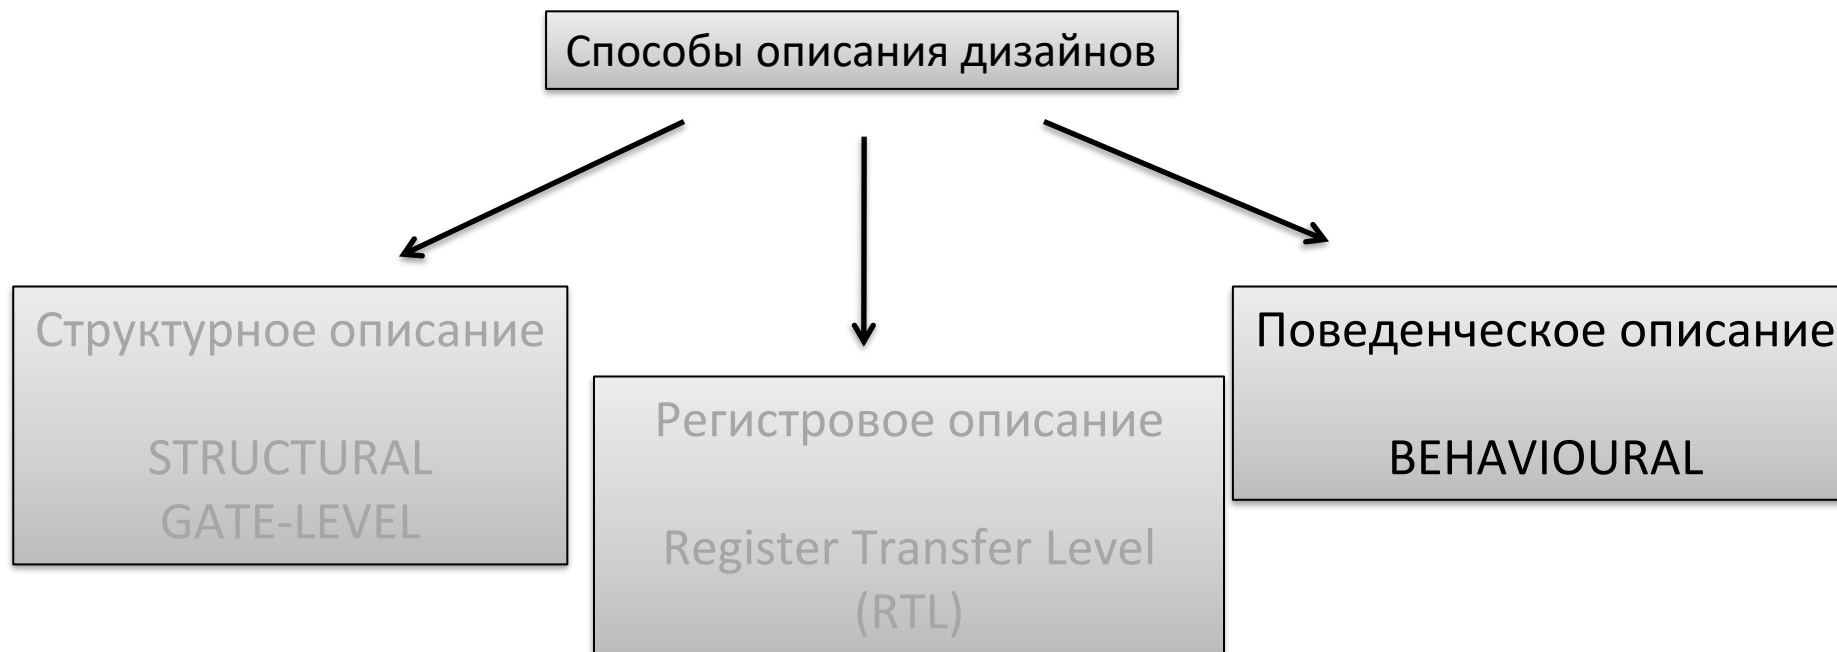 Способы описания дизайнов
Структурное описание
STRUCTURAL
GATE-LEVEL
Регистровое описание
Register Transfer Level
(RTL)
Поведенческое описание
BEHAVIOURAL